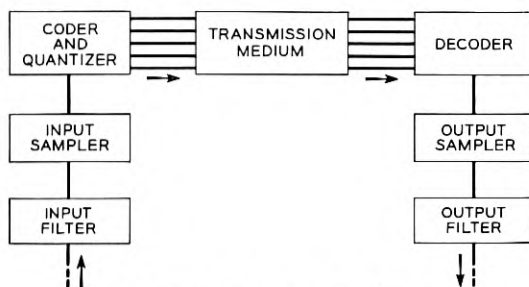 CODER
AND
QUANTIZER
TRANSMISSION
MEDIUM
DECODER
INPUT
SAMPLER
OUTPUT
SAMPLER
INPUT
FILTER
OUTPUT
FILTER